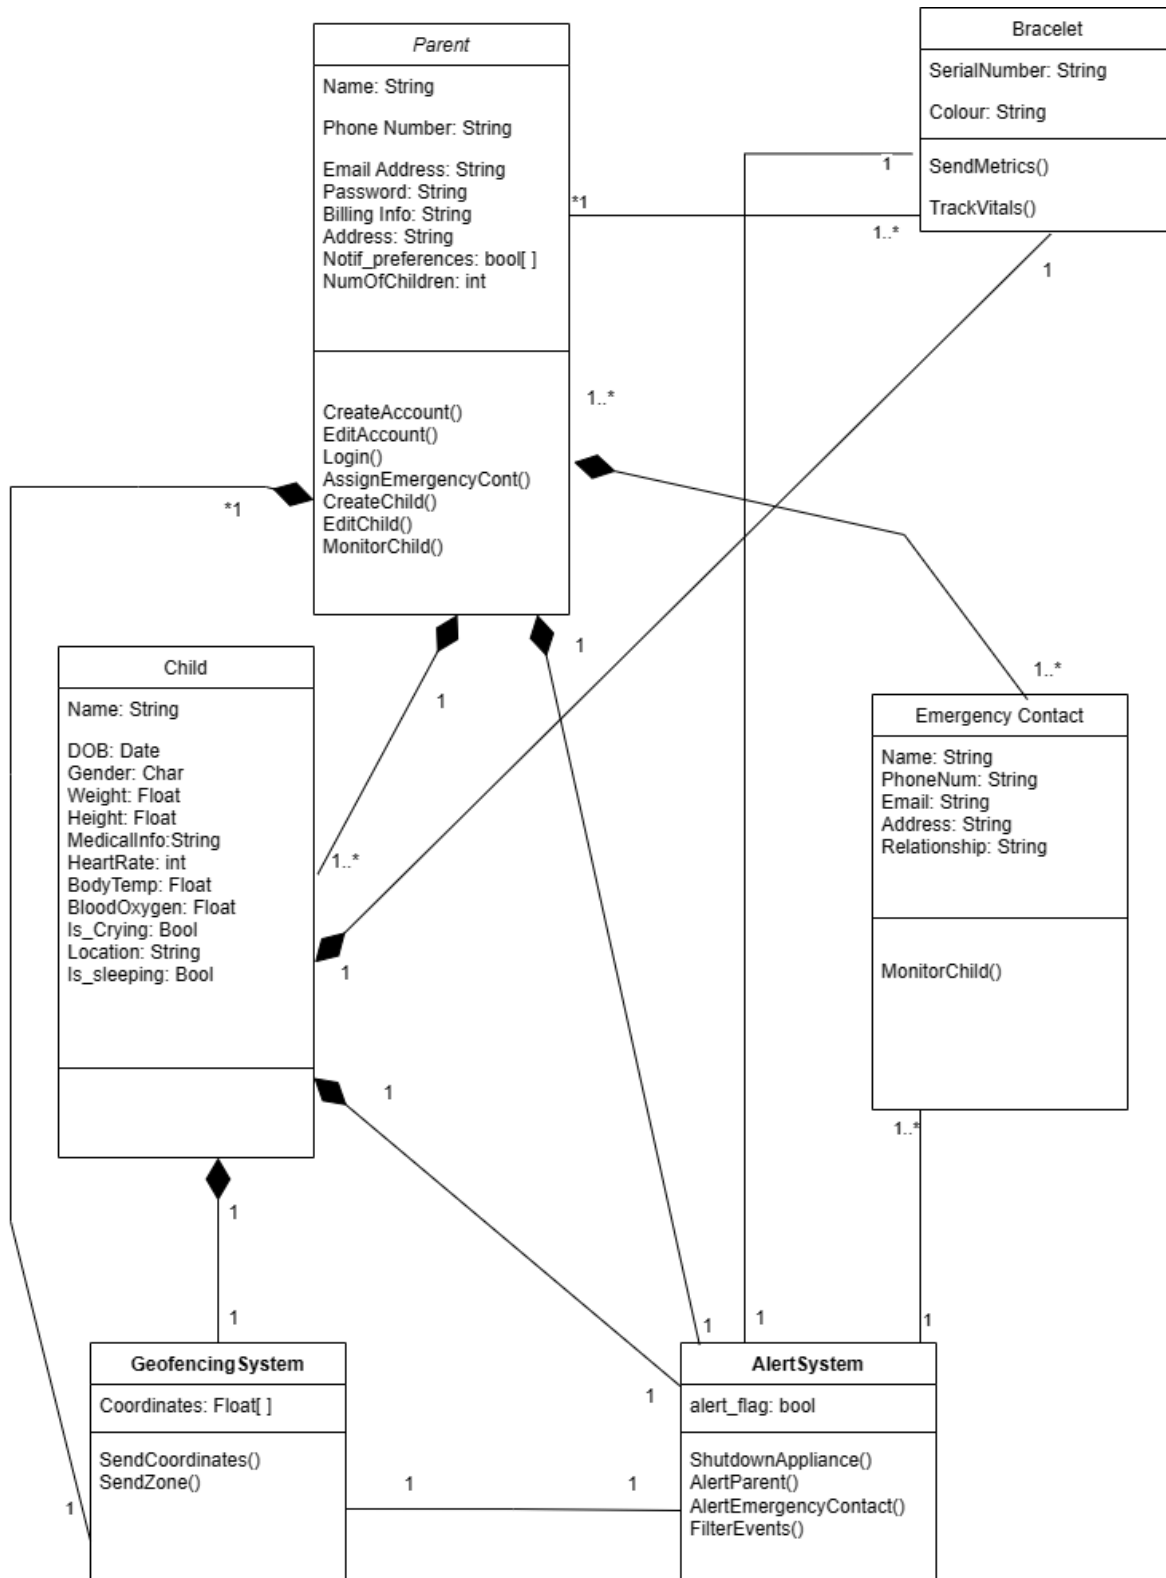 Parent
Name: String
Phone Number: String
Email Address: String
Password: String
Billing Info: String
Address: String
Notif_preferences: bool[ ]
NumOfChildren: int
CreateAccount()
EditAccount()
Login()
AssignEmergencyCont()
CreateChild()
EditChild()
MonitorChild()
Bracelet
SerialNumber: String
Colour: String
SendMetrics()
TrackVitals()
*1
1..*
1
1
1..*
1..*
*1
1
1
1..*
1
1
Child
Name: String
DOB: Date
Gender: Char
Weight: Float
Height: Float
MedicalInfo:String
HeartRate: int
BodyTemp: Float
BloodOxygen: Float
Is_Crying: Bool
Location: String
Is_sleeping: Bool
Emergency Contact
Name: String
PhoneNum: String
Email: String
Address: String
Relationship: String
MonitorChild()
1..*
1
1
1
1
1
1
1
GeofencingSystem
Coordinates: Float[ ]
SendCoordinates()
SendZone()
1
1
1
AlertSystem
alert_flag: bool
ShutdownAppliance()
AlertParent()
AlertEmergencyContact()
FilterEvents()